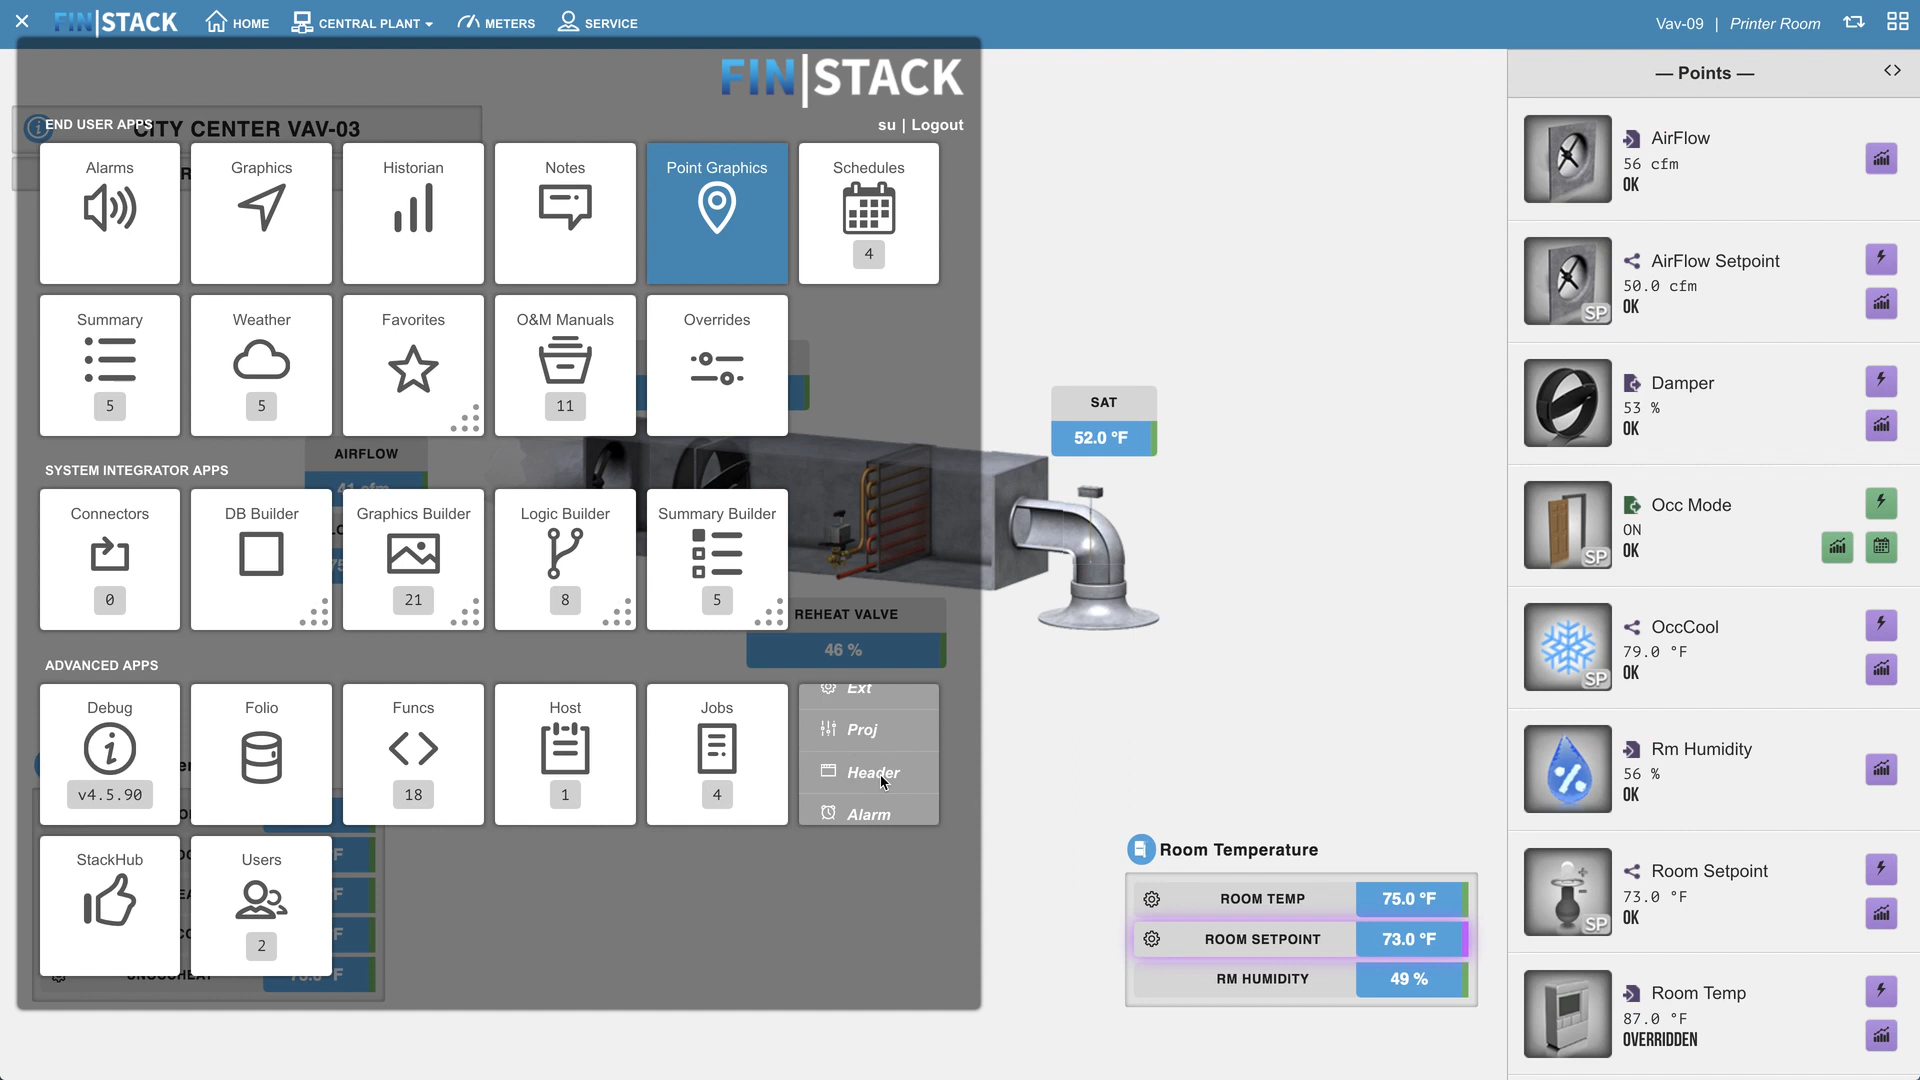 FIN|STACK
HOME
CENTRAL PLANT
METERS
SERVICE
Vav-09 | Printer Room
FIN|STACK
su | Logout
CITY CENTER VAV-03
END USER APPS
Alarms
Graphics
Historian
Notes
Point Graphics
Schedules
4
Summary
5
Weather
5
Favorites
O&M Manuals
11
Overrides
AIRFLOW
41 cfm
SAT
52.0 °F
SYSTEM INTEGRATOR APPS
Connectors
0
DB Builder
Graphics Builder
21
Logic Builder
8
Summary Builder
5
REHEAT VALVE
46 %
ADVANCED APPS
Debug
v4.5.90
Folio
Funcs
18
Host
1
Jobs
4
Ext
Proj
Header
Alarm
StackHub
Users
2
Room Temperature
ROOM TEMP
75.0 °F
ROOM SETPOINT
73.0 °F
RM HUMIDITY
49 %
— Points —
AirFlow
56 cfm
OK
AirFlow Setpoint
50.0 cfm
OK
SP
Damper
53 %
OK
Occ Mode
ON
OK
SP
OccCool
79.0 °F
OK
SP
Rm Humidity
56 %
OK
Room Setpoint
73.0 °F
OK
SP
Room Temp
87.0 °F
OVERRIDDEN